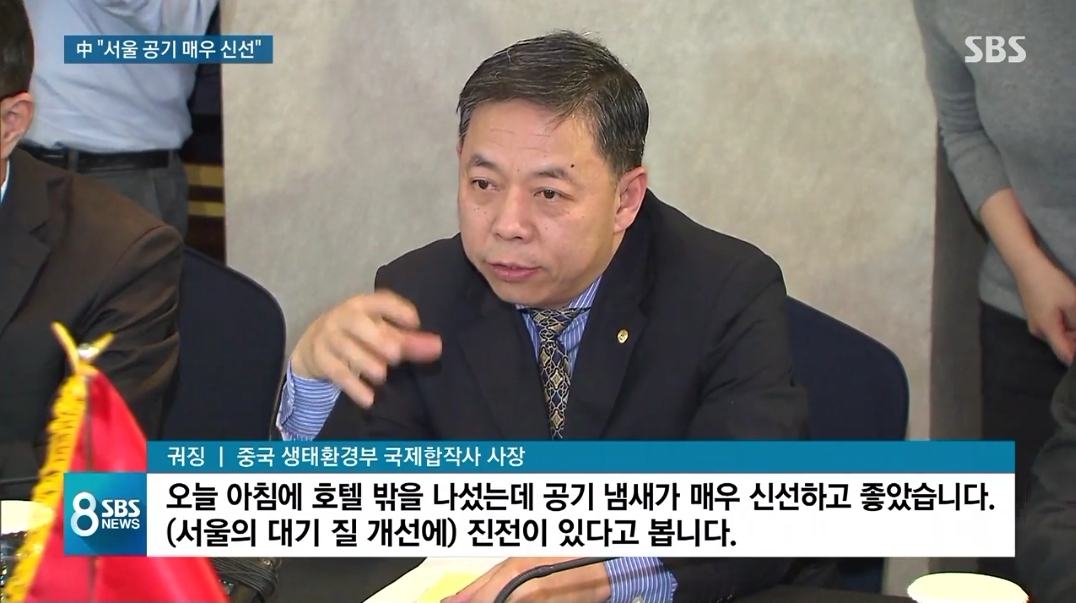 中 "서울 공기 매우 신선"
SBS
궈징 | 중국 생태환경부 국제합작사 사장
8 SBS NEWS
오늘 아침에 호텔 밖을 나섰는데 공기 냄새가 매우 신선하고 좋았습니다.
(서울의 대기 질 개선에) 진전이 있다고 봅니다.